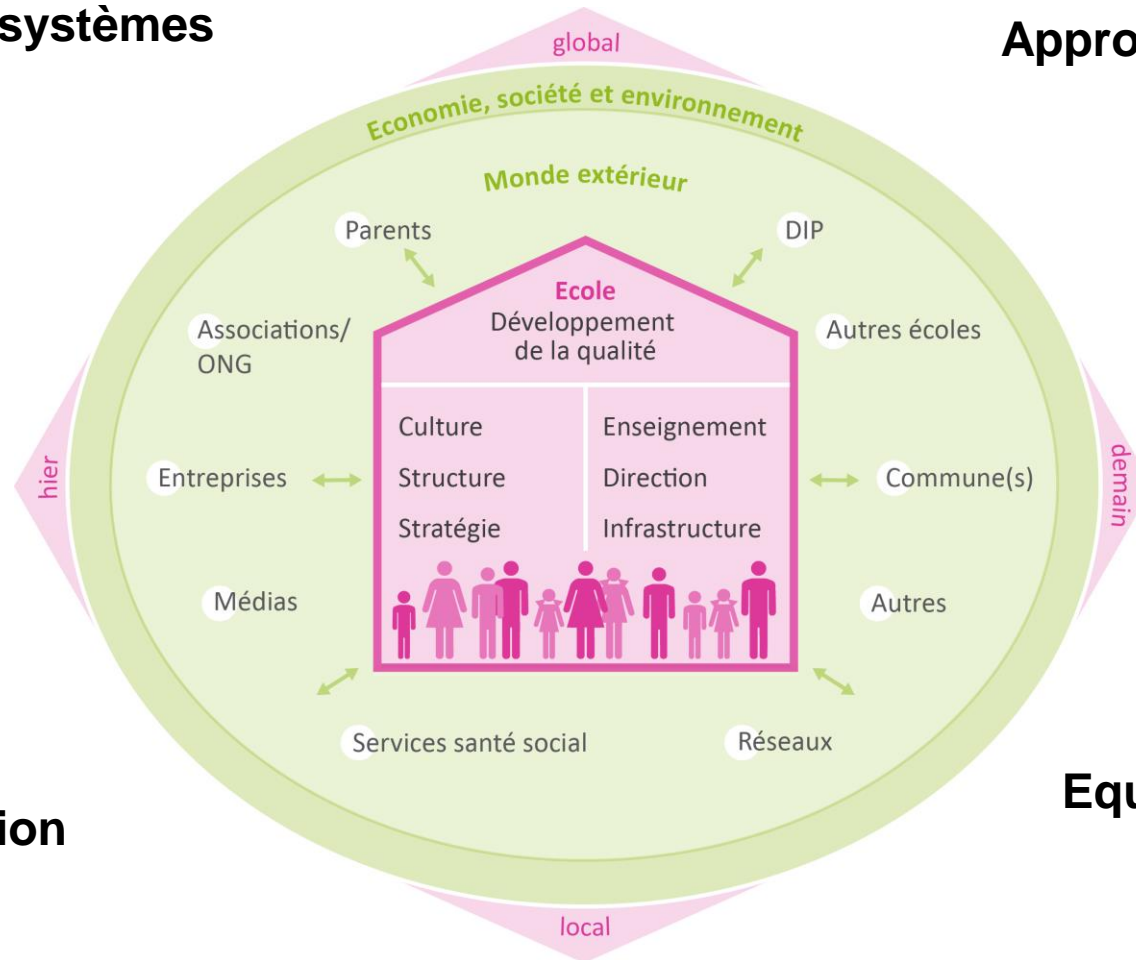 systèmes
Appro
global
Economie, société et environnement
Monde extérieur
Parents
DIP
Ecole
Développement
de la qualité
Associations/
ONG
Autres écoles
Culture
Enseignement
hier
Entreprises
Structure
Direction
Commune(s)
demain
Stratégie
Infrastructure
Médias
Autres
Services santé social
Réseaux
Equ
ion
local